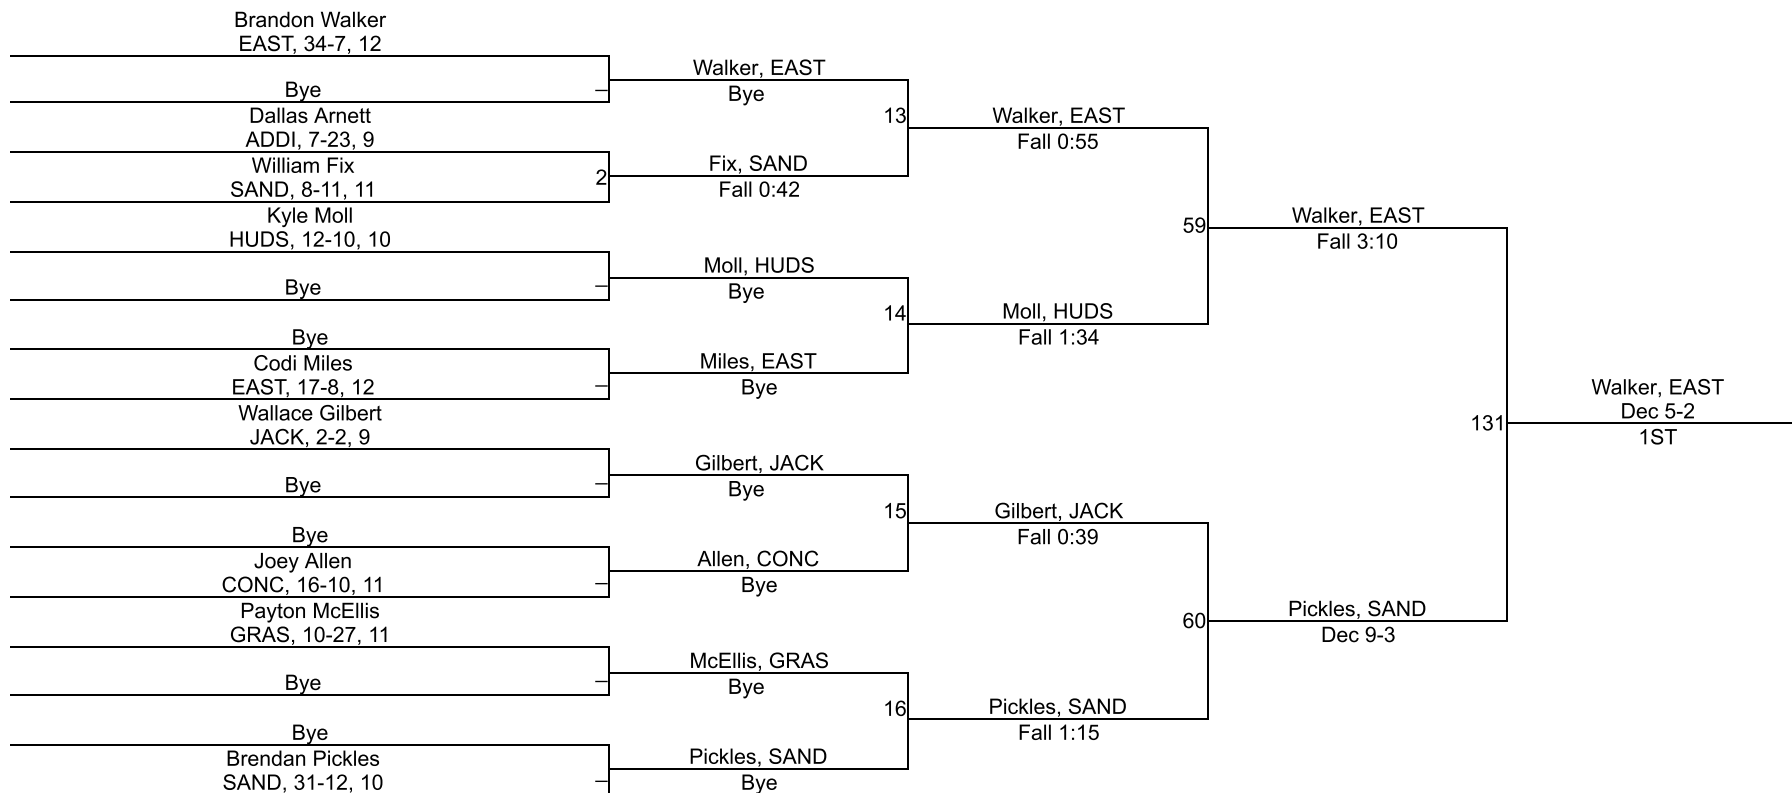 Brandon Walker
EAST, 34-7, 12
Bye
Dallas Arnett
ADDI, 7-23, 9
William Fix
SAND, 8-11, 11
2
Kyle Moll
HUDS, 12-10, 10
Bye
Bye
Codi Miles
EAST, 17-8, 12
Wallace Gilbert
JACK, 2-2, 9
Bye
Bye
Joey Allen
CONC, 16-10, 11
Payton McEllis
GRAS, 10-27, 11
Bye
Bye
Brendan Pickles
SAND, 31-12, 10
Walker, EAST
Bye
13
Fix, SAND
Fall 0:42
Moll, HUDS
Bye
14
Miles, EAST
Bye
Gilbert, JACK
Bye
15
Allen, CONC
Bye
McEllis, GRAS
Bye
16
Pickles, SAND
Bye
Walker, EAST
Fall 0:55
59
Moll, HUDS
Fall 1:34
Gilbert, JACK
Fall 0:39
60
Pickles, SAND
Fall 1:15
Walker, EAST
Fall 3:10
131
Pickles, SAND
Dec 9-3
Walker, EAST
Dec 5-2
1ST